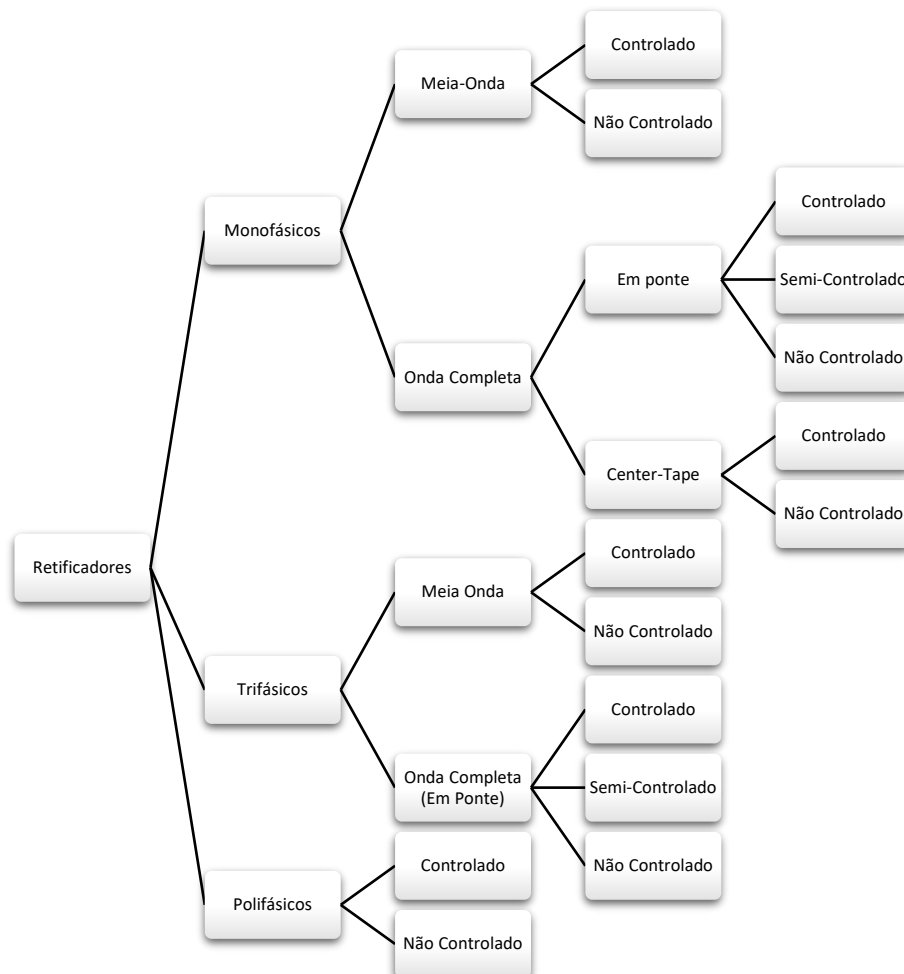 Retificadores
Monofásicos
Meia-Onda
Controlado
Não Controlado
Onda Completa
Em ponte
Controlado
Semi-Controlado
Não Controlado
Center-Tape
Controlado
Não Controlado
Trifásicos
Meia Onda
Controlado
Não Controlado
Onda Completa
(Em Ponte)
Controlado
Semi-Controlado
Não Controlado
Polifásicos
Controlado
Não Controlado